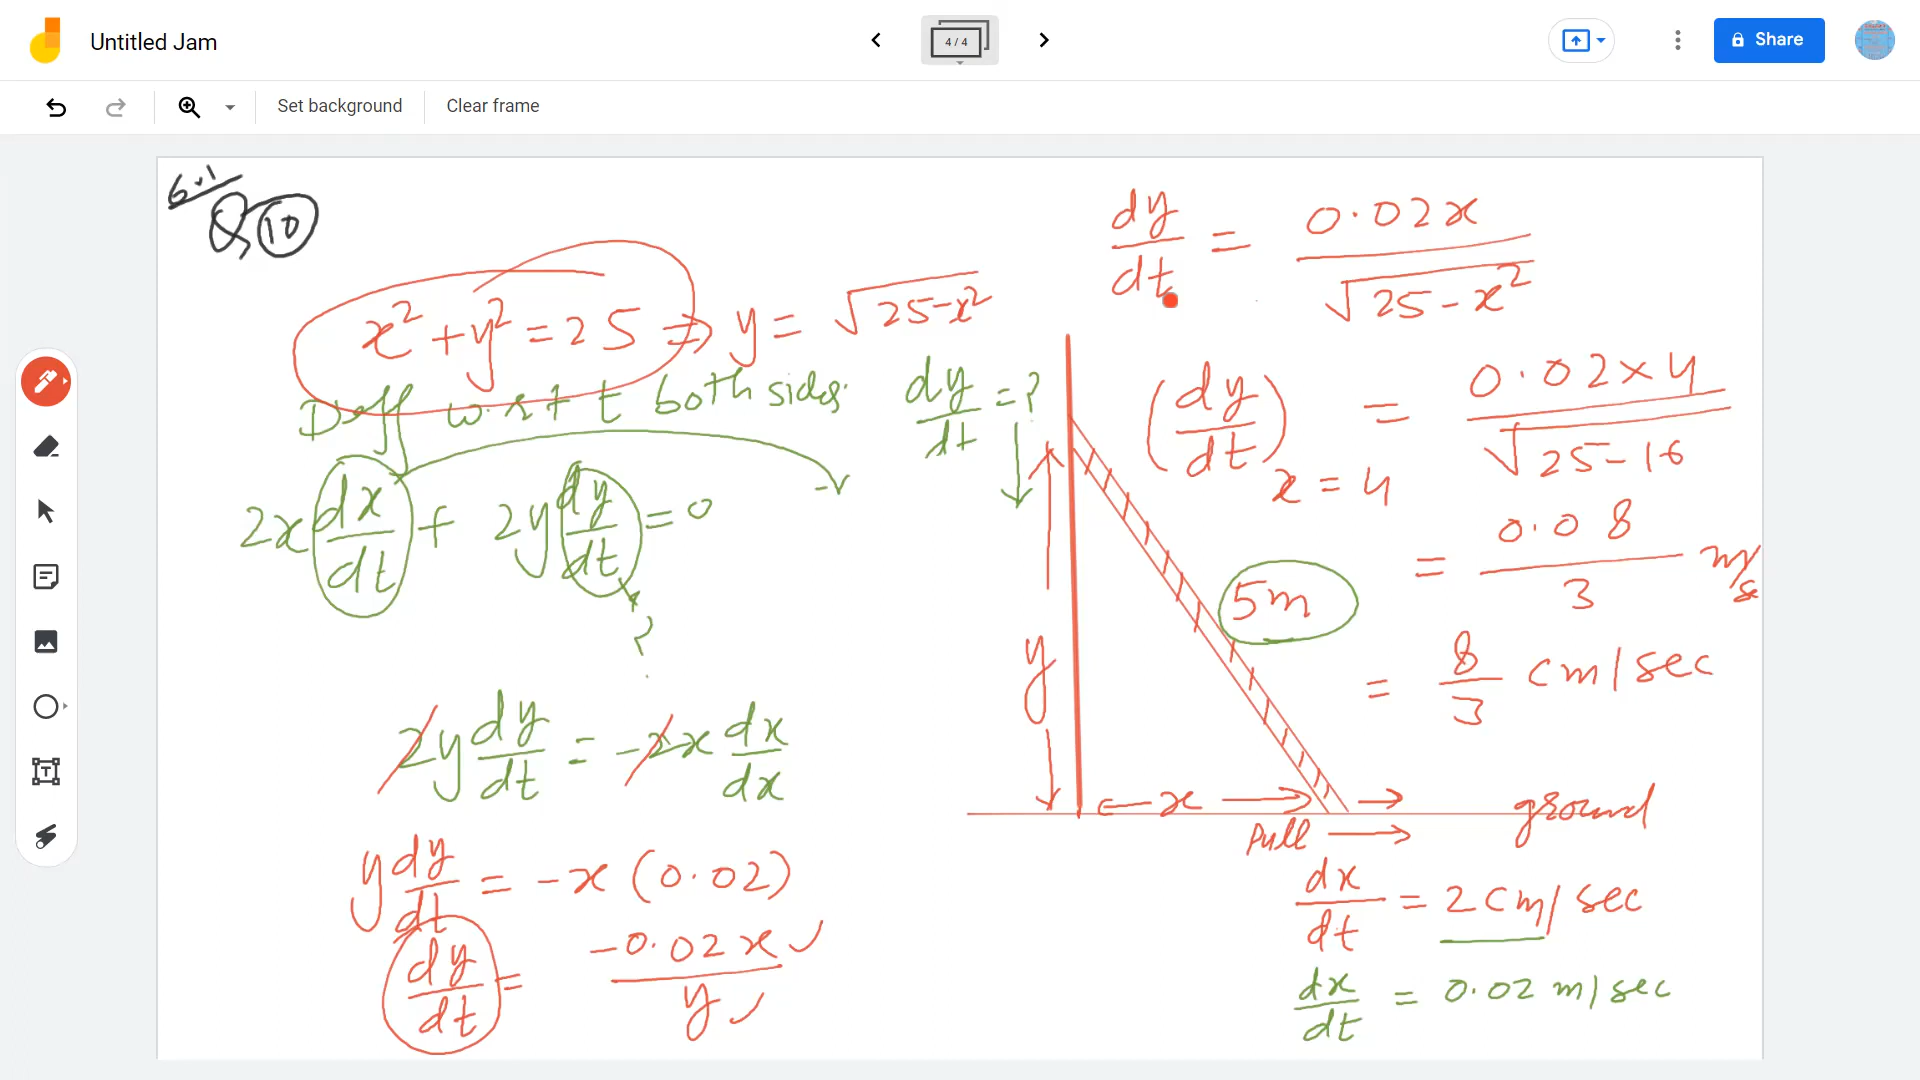 Untitled Jam
4 / 4
Share
Set background
Clear frame
6.1
Q 10
x² + y² = 25 ⇒ y = √25-x²
Diff w.r.t t both sides.
dy/dt = ?
2x dx/dt + 2y dy/dt = 0
?
2y dy/dt = -2x dx/dx
y dy/dt = -x (0.02)
dy/dt = -0.02x / y
dy/dt = 0.02x / √25-x²
(dy/dt) x = 4 = 0.02×4 / √25-16
= 0.08 / 3 m/s
= 8/3 cm/sec
5m
y
x
ground
Pull
dx/dt = 2 cm/sec
dx/dt = 0.02 m/sec